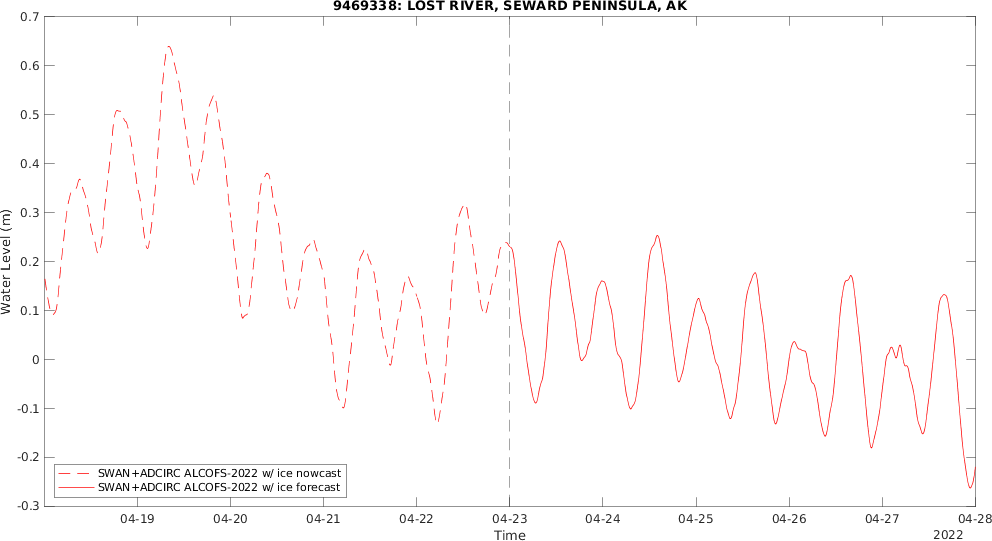 9469338: LOST RIVER, SEWARD PENINSULA, AK
Water Level (m)
0.7
0.6
0.5
0.4
0.3
0.2
0.1
0
-0.1
-0.2
-0.3
SWAN+ADCIRC ALCOFS-2022 w/ ice nowcast
SWAN+ADCIRC ALCOFS-2022 w/ ice forecast
04-19 04-20 04-21 04-22 04-23 04-24 04-25 04-26 04-27 04-28
Time
2022